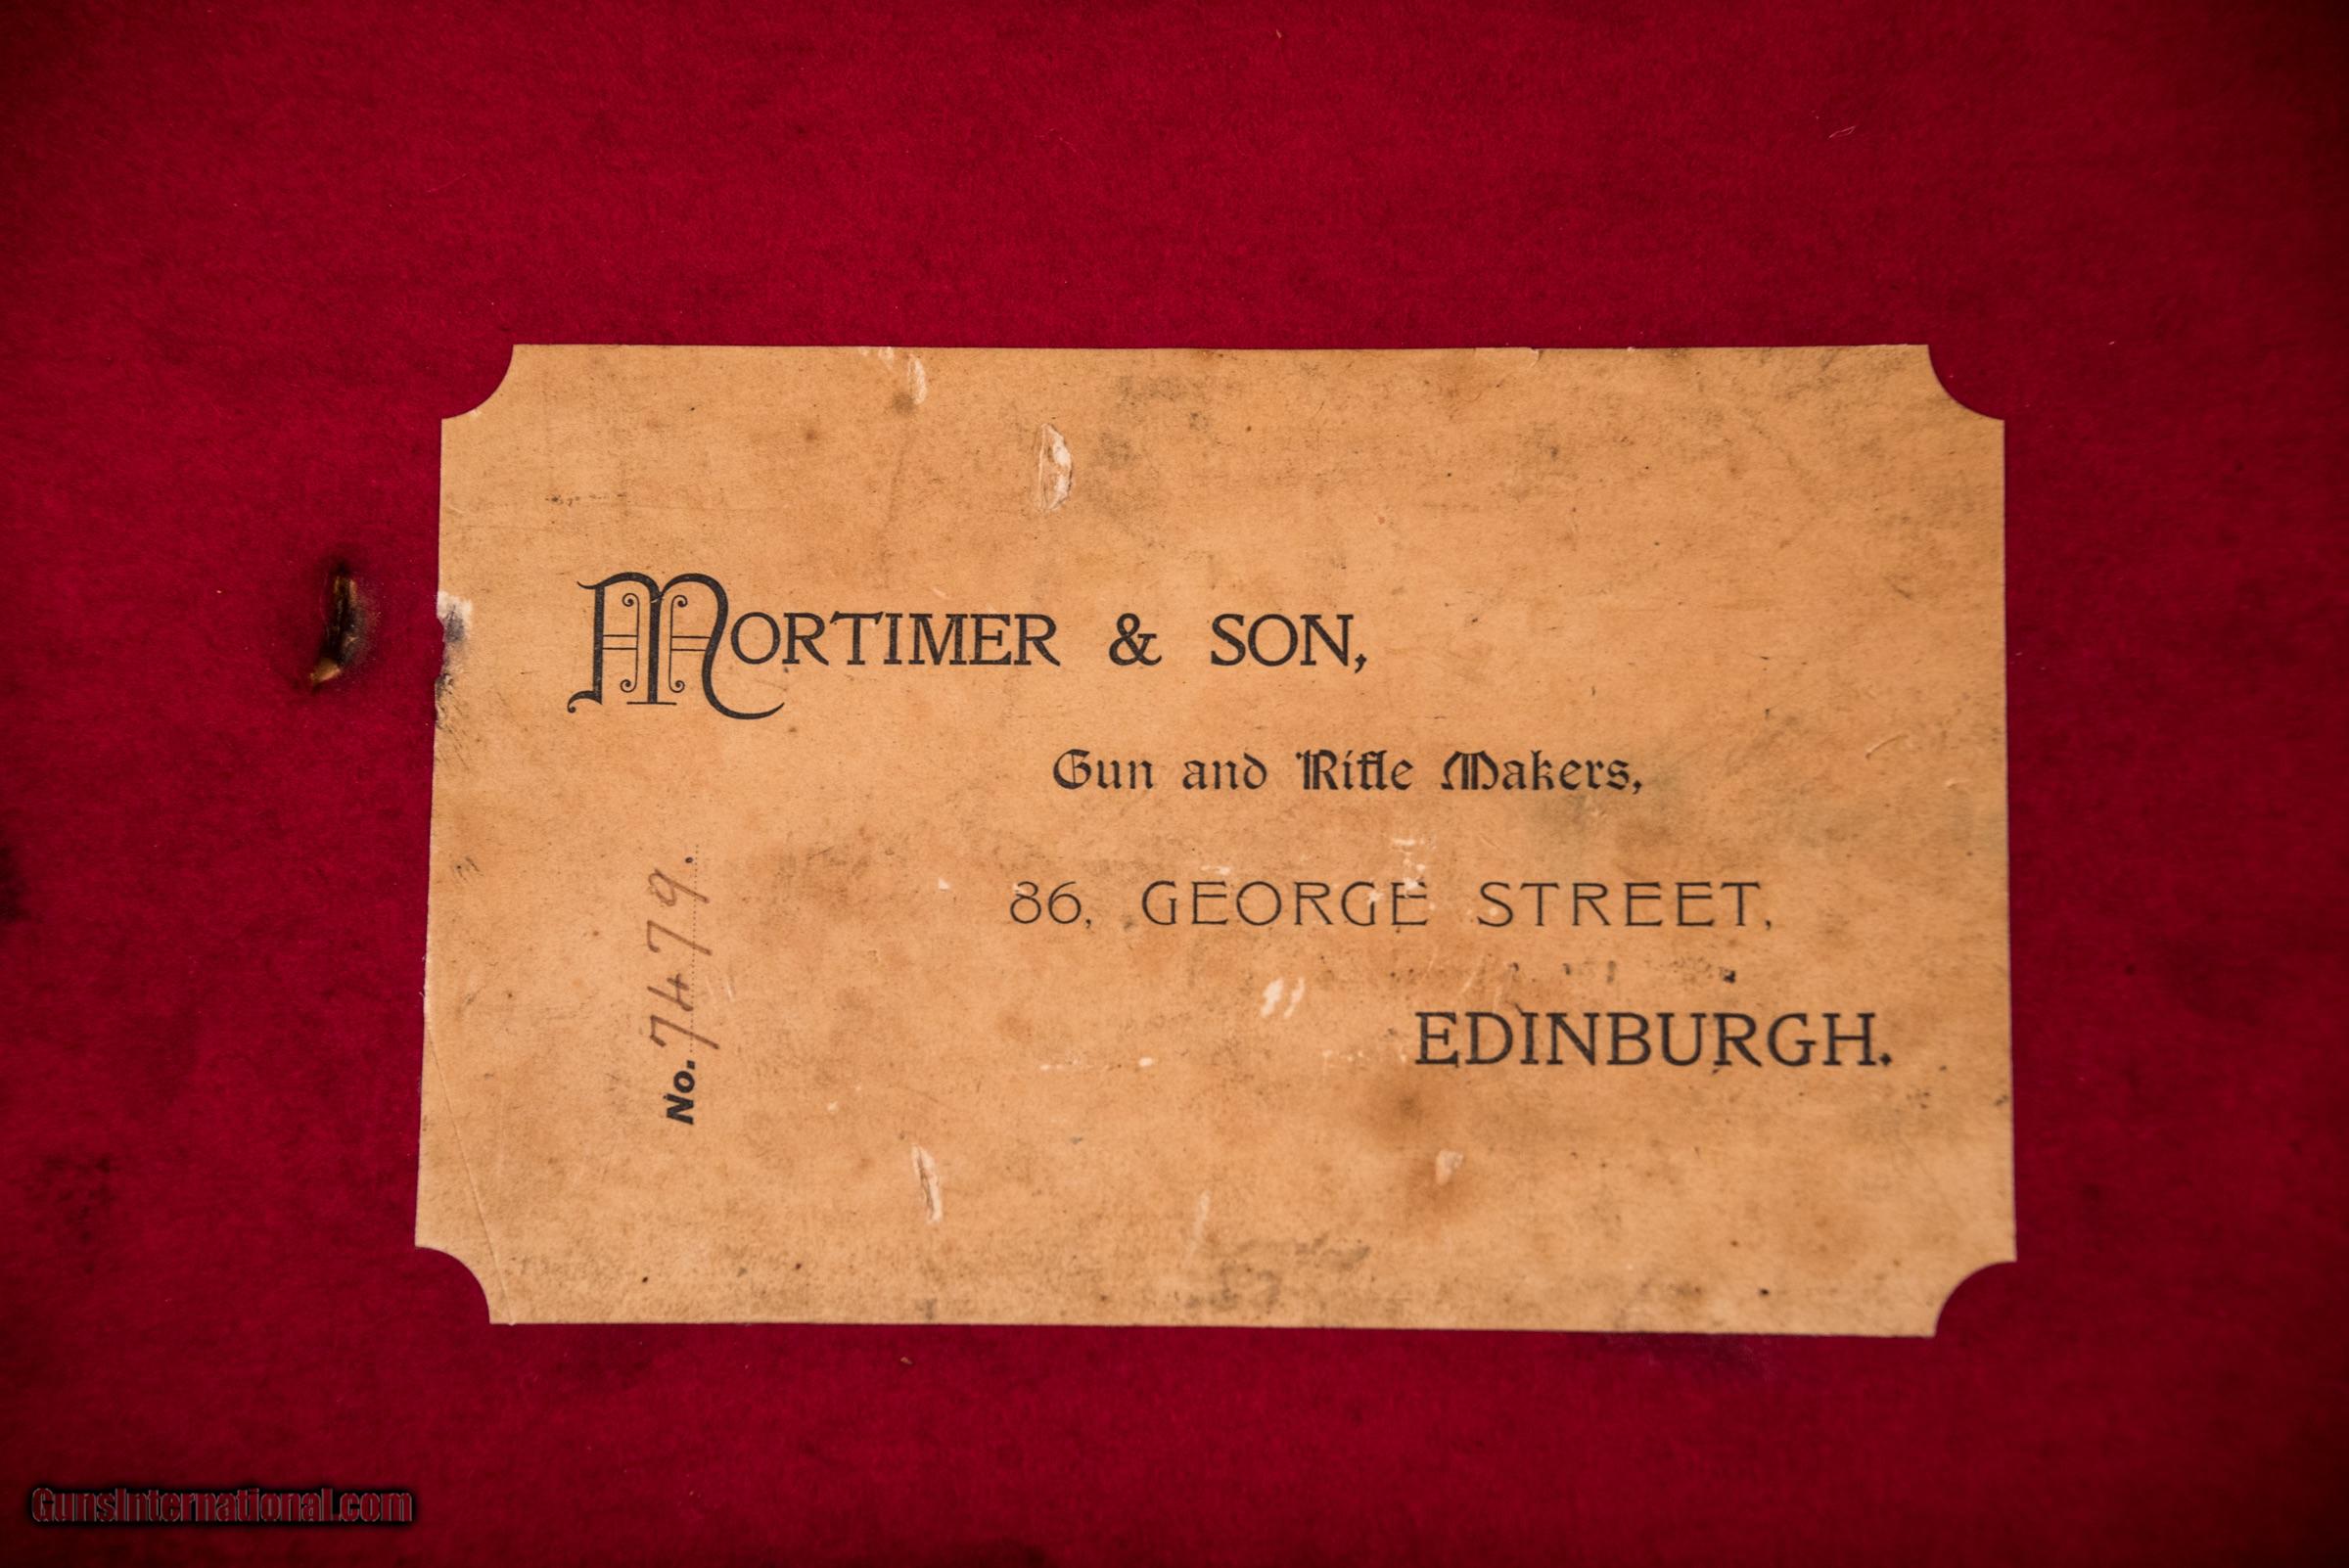 MORTIMER & SON,
Gun and Rifle Makers,
86, GEORGE STREET,
EDINBURGH.
No. 7479.
GunsInternational.com